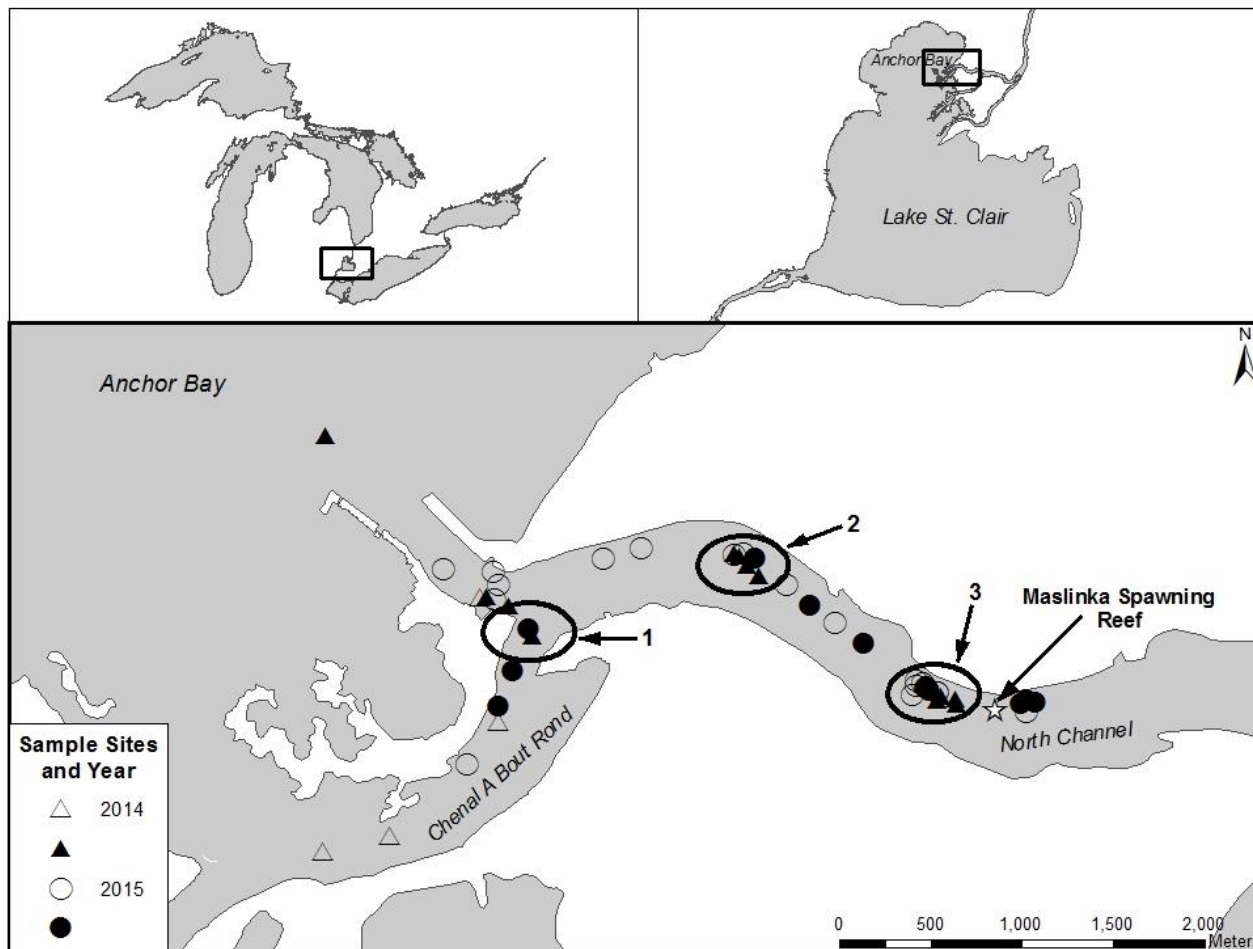 Anchor Bay
Lake St. Clair
N
Anchor Bay
2
3
Maslinka Spawning
Reef
1
North Channel
Chenal A Bout Rond
Sample Sites
and Year
2014
2015
0 500 1,000 1,500 2,000
Meter